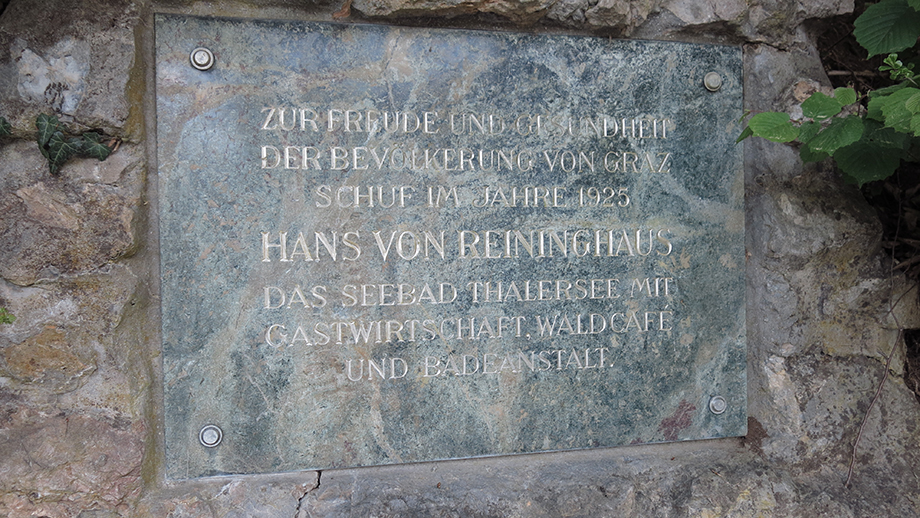 ZUR FREUDE UND GESUNDHEIT
DER BEVÖLKERUNG VON GRAZ
SCHUF IM JAHRE 1925
HANS VON REININGHAUS
DAS SEEBAD THALERSEE MIT
GASTWIRTSCHAFT, WALDCAFÉ
UND BADEANSTALT.